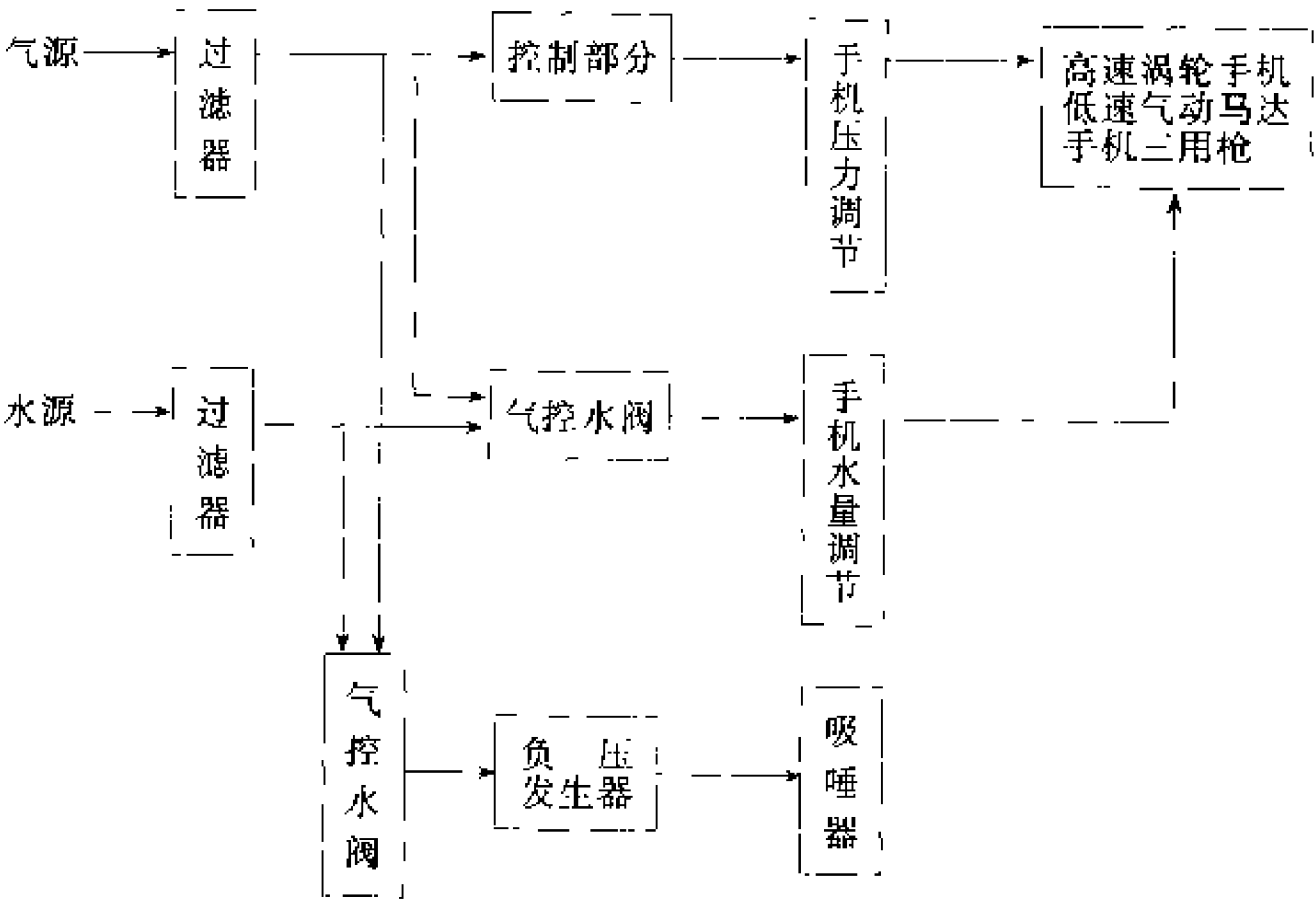 气源
过滤器
控制部分
手机压力调节
高速涡轮手机
低速气动马达
手机三用枪
水源
过滤器
气控水阀
手机水量调节
气控水阀
负压
发生器
吸唾器